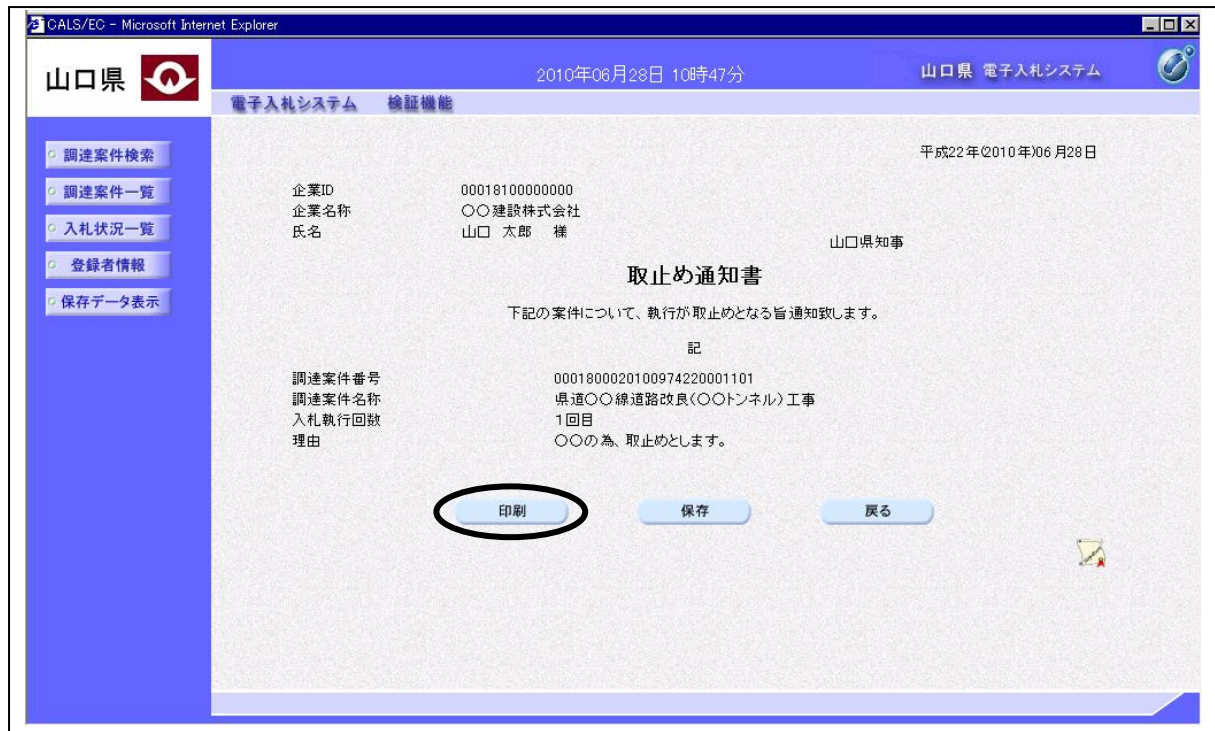 CALS/EC - Microsoft Internet Explorer
山口県
2010年06月28日 10時47分
山口県 電子入札システム
電子入札システム 検証機能
調達案件検索
調達案件一覧
入札状況一覧
登録者情報
保存データ表示
平成22年(2010年)06月28日
企業ID 00018100000000
企業名称 〇〇建設株式会社
氏名 山口 太郎 様
山口県知事
取止め通知書
下記の案件について、執行が取止めとなる旨通知致します。
記
調達案件番号 0001800020100974220001101
調達案件名称 県道〇〇線道路改良(〇〇トンネル)工事
入札執行回数 1回目
理由 〇〇の為、取止めとします。
印刷 保存 戻る